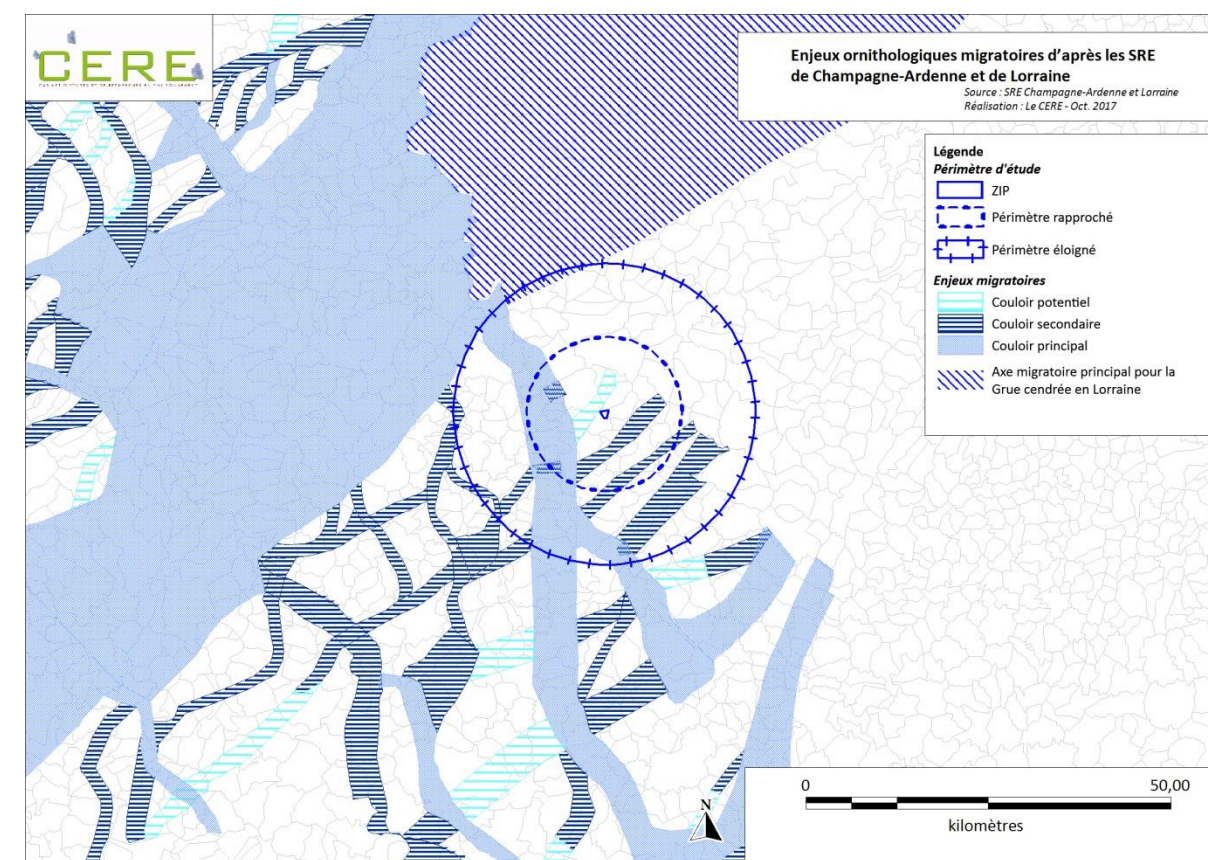 CERE
Enjeux ornithologiques migratoires d'après les SRE
de Champagne-Ardenne et de Lorraine
Source : SRE Champagne-Ardenne et Lorraine
Réalisation : Le CERE - Oct. 2017
Légende
Périmètre d'étude
ZIP
Périmètre rapproché
Périmètre éloigné
Enjeux migratoires
Couloir potentiel
Couloir secondaire
Couloir principal
Axe migratoire principal pour la
Grue cendrée en Lorraine
N
0 50,00
kilomètres